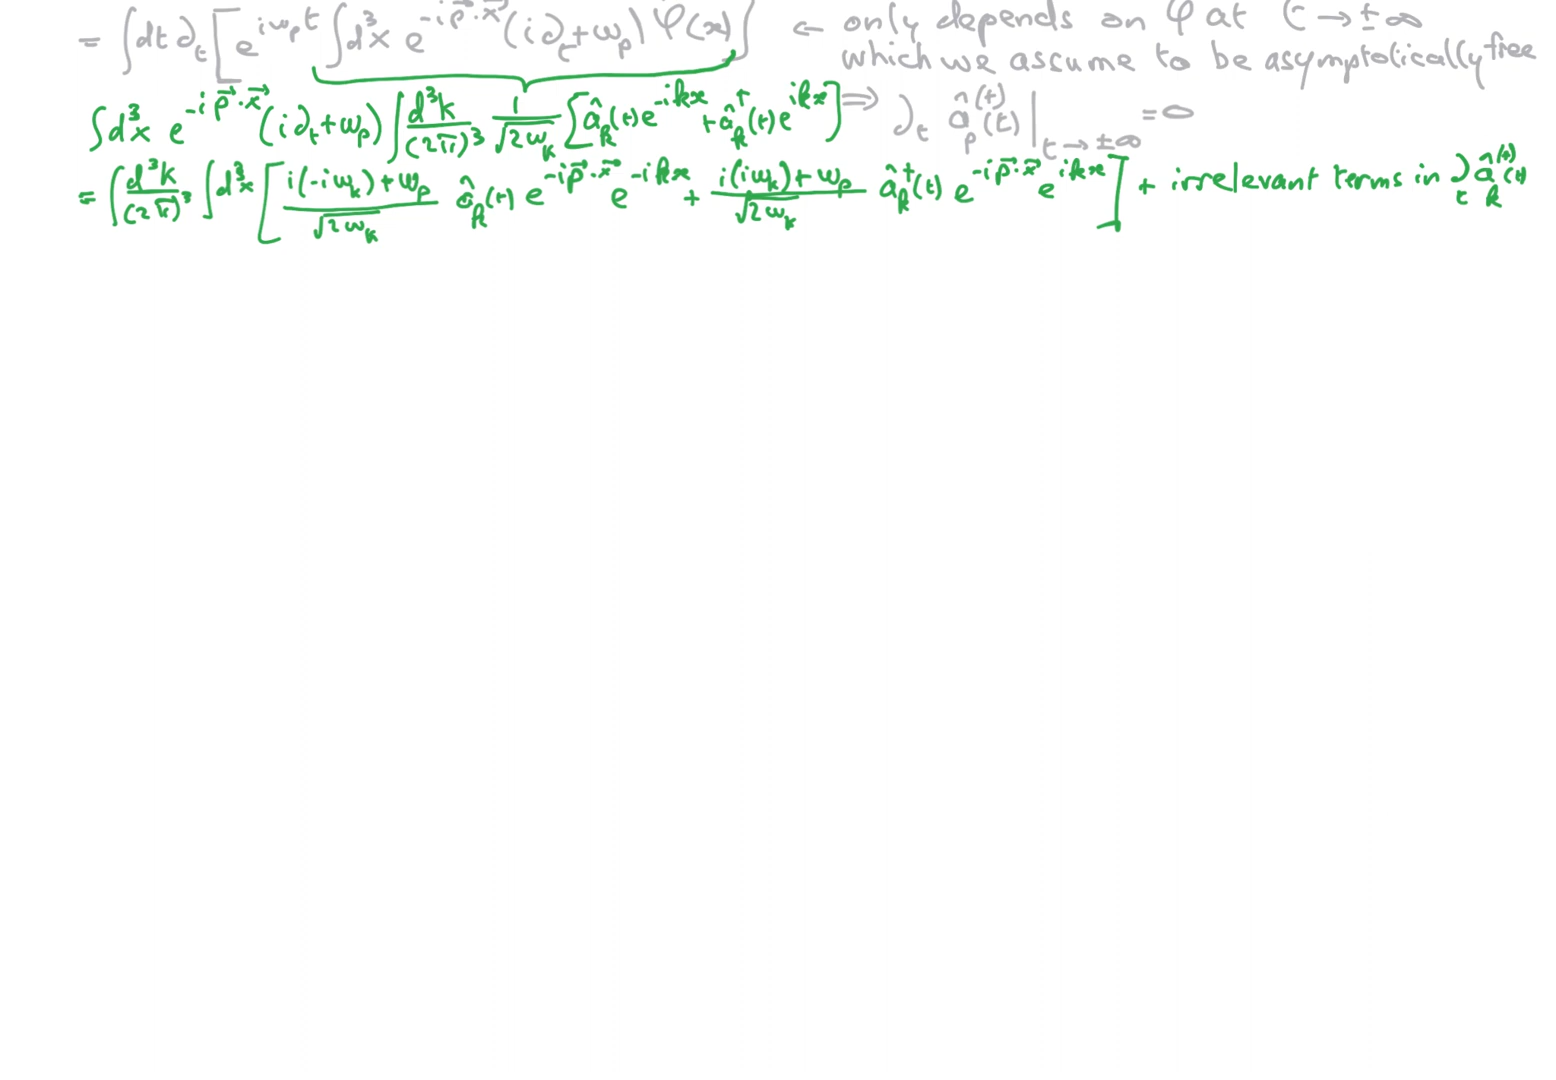 = ∫dt ∂_t [e^{iω_p t} ∫d³x e^{-i p⃗·x⃗} (i∂_t + ω_p) φ(x)] ← only depends on φ at t → ± ∞
which we assume to be asymptotically free
∫d³x e^{-i p⃗·x⃗} (i∂_t + ω_p) ∫ d³k/(2π)³ 1/√(2ω_k) [â_k(t) e^{-ikx} + â_k^†(t) e^{ikx}] ⇒ ∂_t â_p^{(†)}(t)|_{t → ±∞} = 0
= ∫ d³k/(2π)³ ∫d³x [ (i(-iω_k) + ω_p)/√(2ω_k) â_k(t) e^{-i p⃗·x⃗} e^{-ikx} + (i(iω_k) + ω_p)/√(2ω_k) â_k^†(t) e^{-i p⃗·x⃗} e^{ikx} ] + irrelevant terms in ∂_t â_k^{(†)}(t)